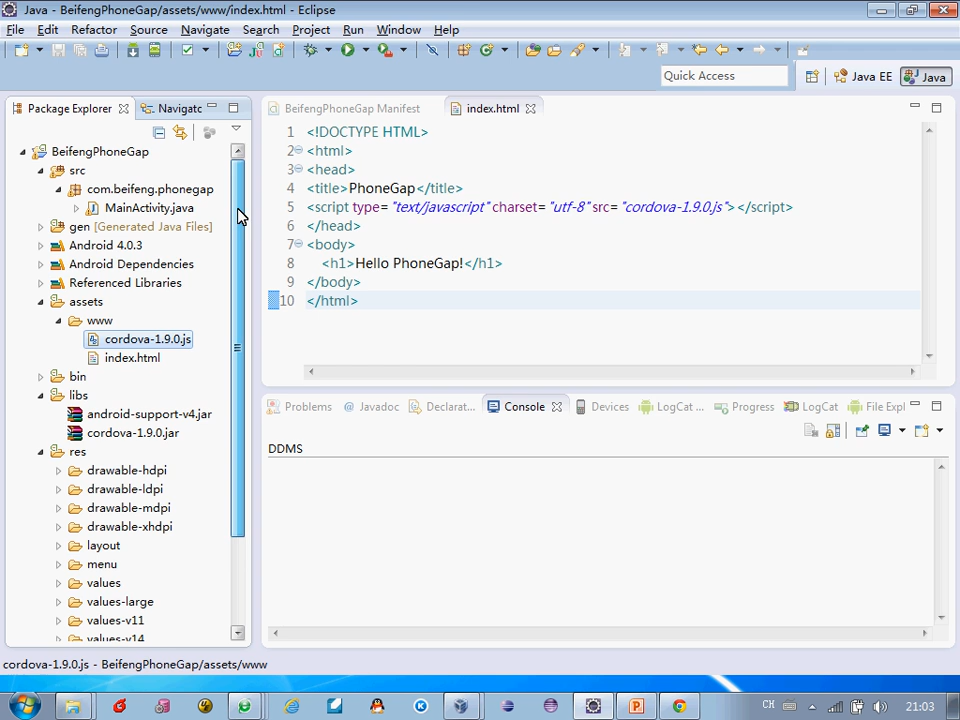 Java - BeifengPhoneGap/assets/www/index.html - Eclipse
File Edit Refactor Source Navigate Search Project Run Window Help
Quick Access
Java EE
Java
Package Explorer
Navigatc
BeifengPhoneGap Manifest
index.html
BeifengPhoneGap
src
com.beifeng.phonegap
MainActivity.java
gen [Generated Java Files]
Android 4.0.3
Android Dependencies
Referenced Libraries
assets
www
cordova-1.9.0.js
index.html
bin
libs
android-support-v4.jar
cordova-1.9.0.jar
res
drawable-hdpi
drawable-ldpi
drawable-mdpi
drawable-xhdpi
layout
menu
values
values-large
values-v11
values-v14
1 <!DOCTYPE HTML>
2 <html>
3 <head>
4 <title>PhoneGap</title>
5 <script type="text/javascript" charset="utf-8" src="cordova-1.9.0.js"></script>
6 </head>
7 <body>
8 <h1>Hello PhoneGap!</h1>
9 </body>
10 </html>
Problems @ Javadoc Declarat... Console Devices LogCat ... Progress LogCat File Expl
DDMS
cordova-1.9.0.js - BeifengPhoneGap/assets/www
CH
21:03